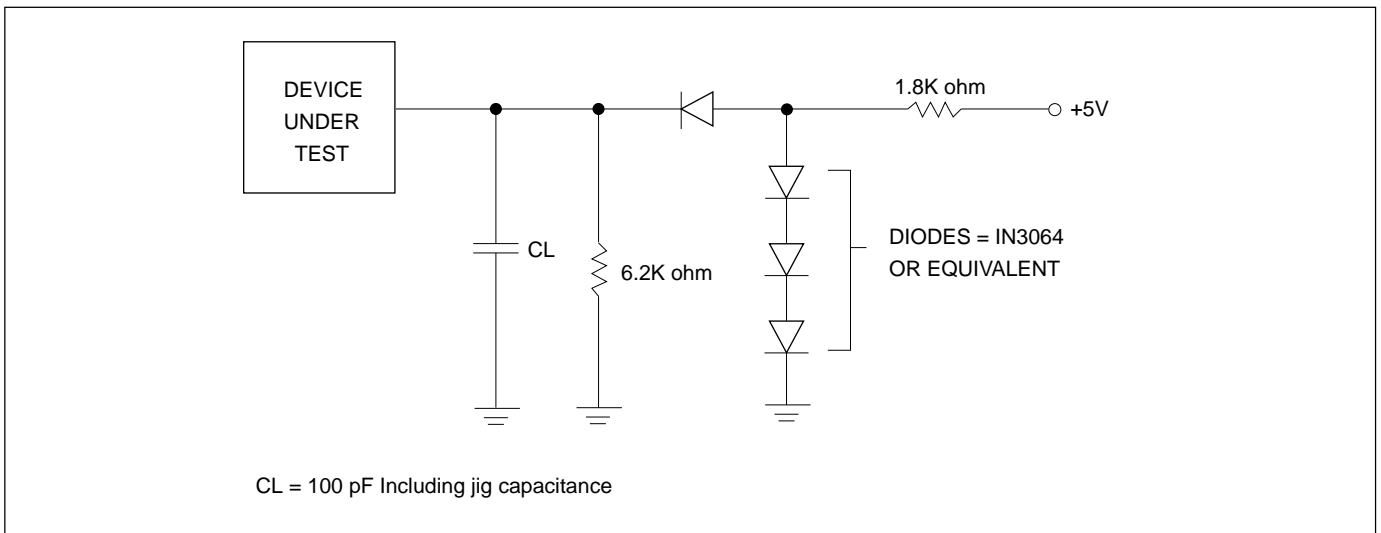 DEVICE
UNDER
TEST
1.8K ohm
+5V
CL
6.2K ohm
DIODES = IN3064
OR EQUIVALENT
CL = 100 pF Including jig capacitance